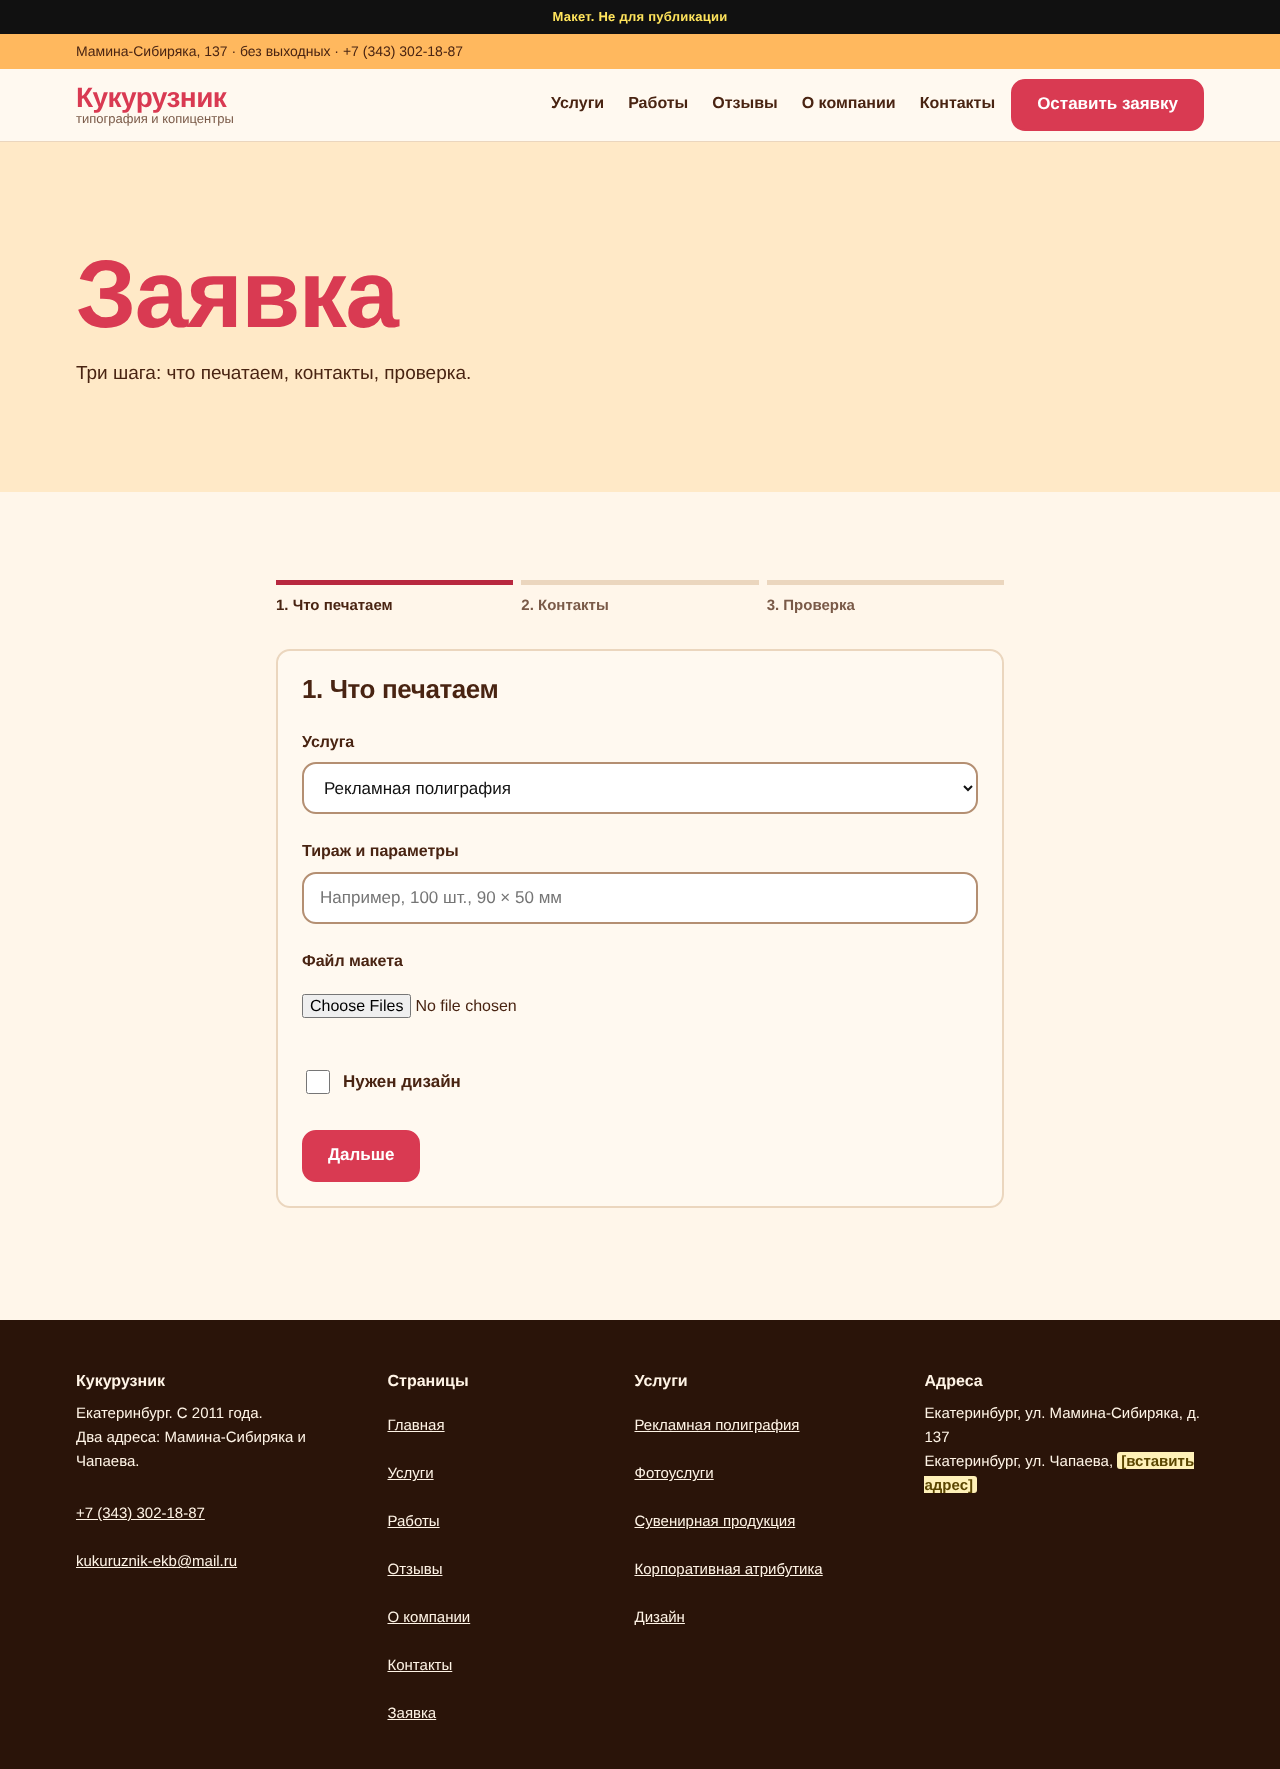 Макет. Не для публикации
Мамина-Сибиряка, 137 · без выходных · +7 (343) 302-18-87
Кукурузник
типография и копицентры
Услуги
Работы
Отзывы
О компании
Контакты
Оставить заявку
Заявка
Три шага: что печатаем, контакты, проверка.
1. Что печатаем
2. Контакты
3. Проверка
1. Что печатаем
Услуга
Рекламная полиграфия
Тираж и параметры
Например, 100 шт., 90 × 50 мм
Файл макета
Choose Files No file chosen
Нужен дизайн
Дальше
Кукурузник
Екатеринбург. С 2011 года.
Два адреса: Мамина-Сибиряка и
Чапаева.
+7 (343) 302-18-87
kukuruznik-ekb@mail.ru
Страницы
Главная
Услуги
Работы
Отзывы
О компании
Контакты
Заявка
Услуги
Рекламная полиграфия
Фотоуслуги
Сувенирная продукция
Корпоративная атрибутика
Дизайн
Адреса
Екатеринбург, ул. Мамина-Сибиряка, д.
137
Екатеринбург, ул. Чапаева, [вставить
адрес]